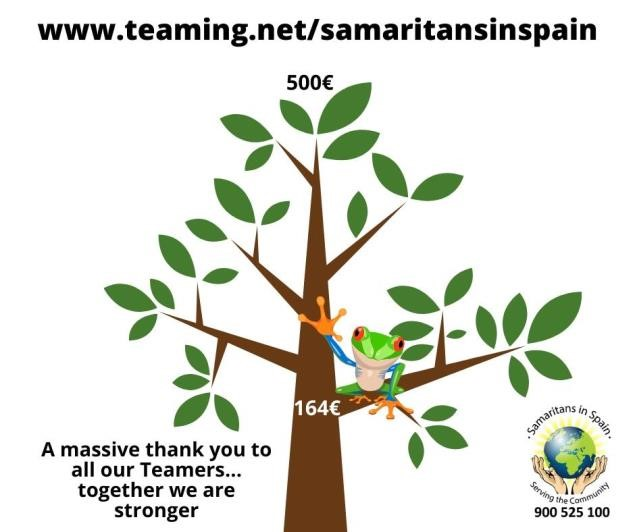 www.teaming.net/samaritansinspain
500€
164€
A massive thank you to
all our Teamers...
together we are
stronger
Samaritans in Spain
Serving the Community
900 525 100